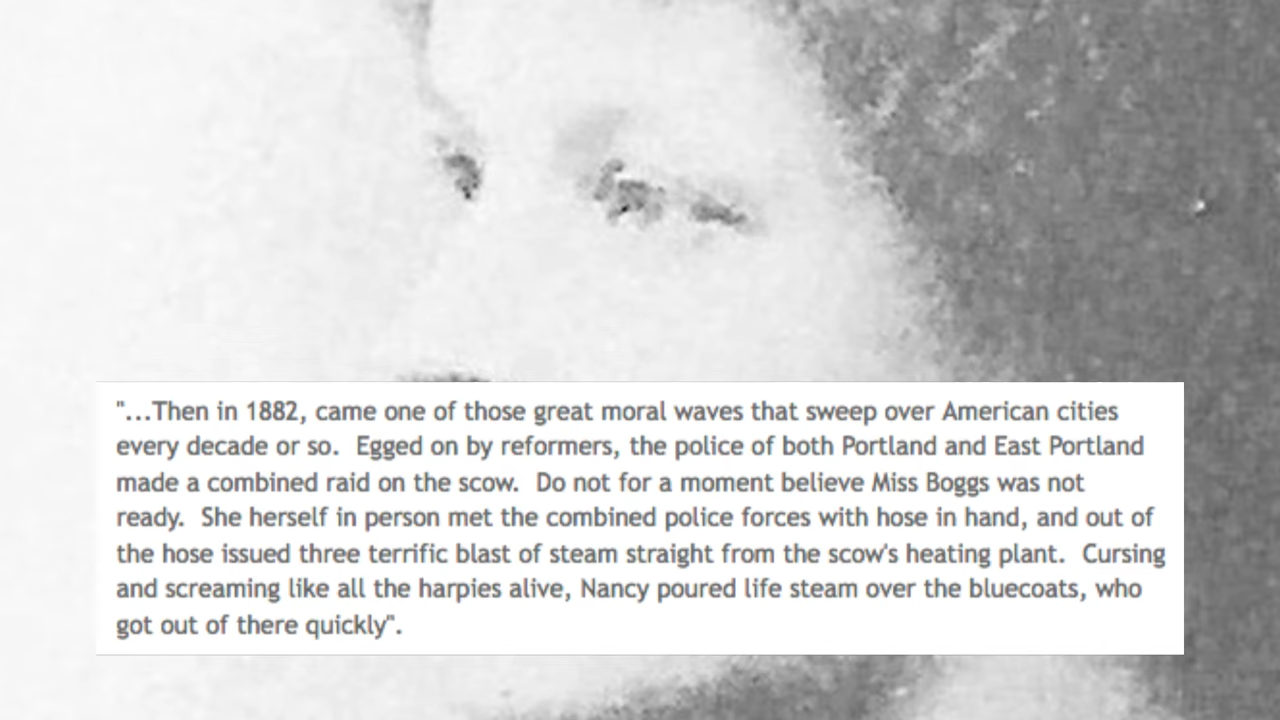 "...Then in 1882, came one of those great moral waves that sweep over American cities
every decade or so.  Egged on by reformers, the police of both Portland and East Portland
made a combined raid on the scow.  Do not for a moment believe Miss Boggs was not
ready.  She herself in person met the combined police forces with hose in hand, and out of
the hose issued three terrific blast of steam straight from the scow's heating plant.  Cursing
and screaming like all the harpies alive, Nancy poured life steam over the bluecoats, who
got out of there quickly".